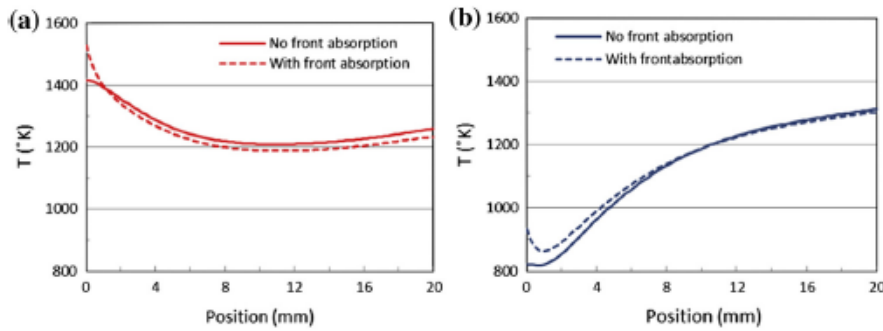 (a)
1600
1400
1200
1000
800
T (°K)
No front absorption
With front absorption
0 4 8 12 16 20
Position (mm)
(b)
1600
1400
1200
1000
800
T (°K)
No front absorption
With frontabsorption
0 4 8 12 16 20
Position (mm)